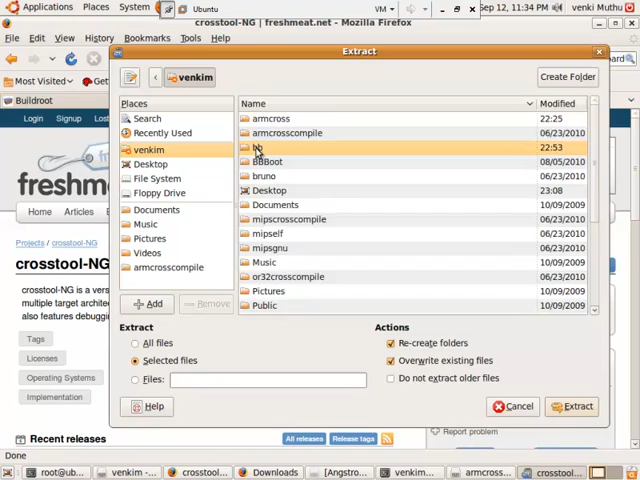 Applications Places System Ubuntu VM Sep 12, 11:34 PM venki Muthu
crosstool-NG | freshmeat.net - Mozilla Firefox
File Edit View History Bookmarks Tools Help
Most Visited Gett
Buildroot
Login Signup Lost
freshm
Home Articles
Projects / crosstool-NG
crosstool-NG
crosstool-NG is a vers
multiple target architec
also features debuggin
Tags
Licenses
Operating Systems
Implementation
Recent releases All releases Release tags
Report problem
Done
Extract
venkim Create Folder
Places
Search
Recently Used
venkim
Desktop
File System
Floppy Drive
Documents
Music
Pictures
Videos
armcrosscompile
Add Remove
Name Modified
armcross 22:25
armcrosscompile 06/23/2010
bb 22:53
BBBoot 08/05/2010
bruno 06/23/2010
Desktop 23:08
Documents 10/09/2009
mipscrosscompile 06/23/2010
mipself 06/23/2010
mipsgnu 06/23/2010
Music 10/09/2009
or32crosscompile 06/23/2010
Pictures 10/09/2009
Public 10/09/2009
Extract
All files
Selected files
Files:
Actions
Re-create folders
Overwrite existing files
Do not extract older files
Help Cancel Extract
root@ub... venkim -... crosstool... Downloads [Angstro... venkim... armcross... crosstool...